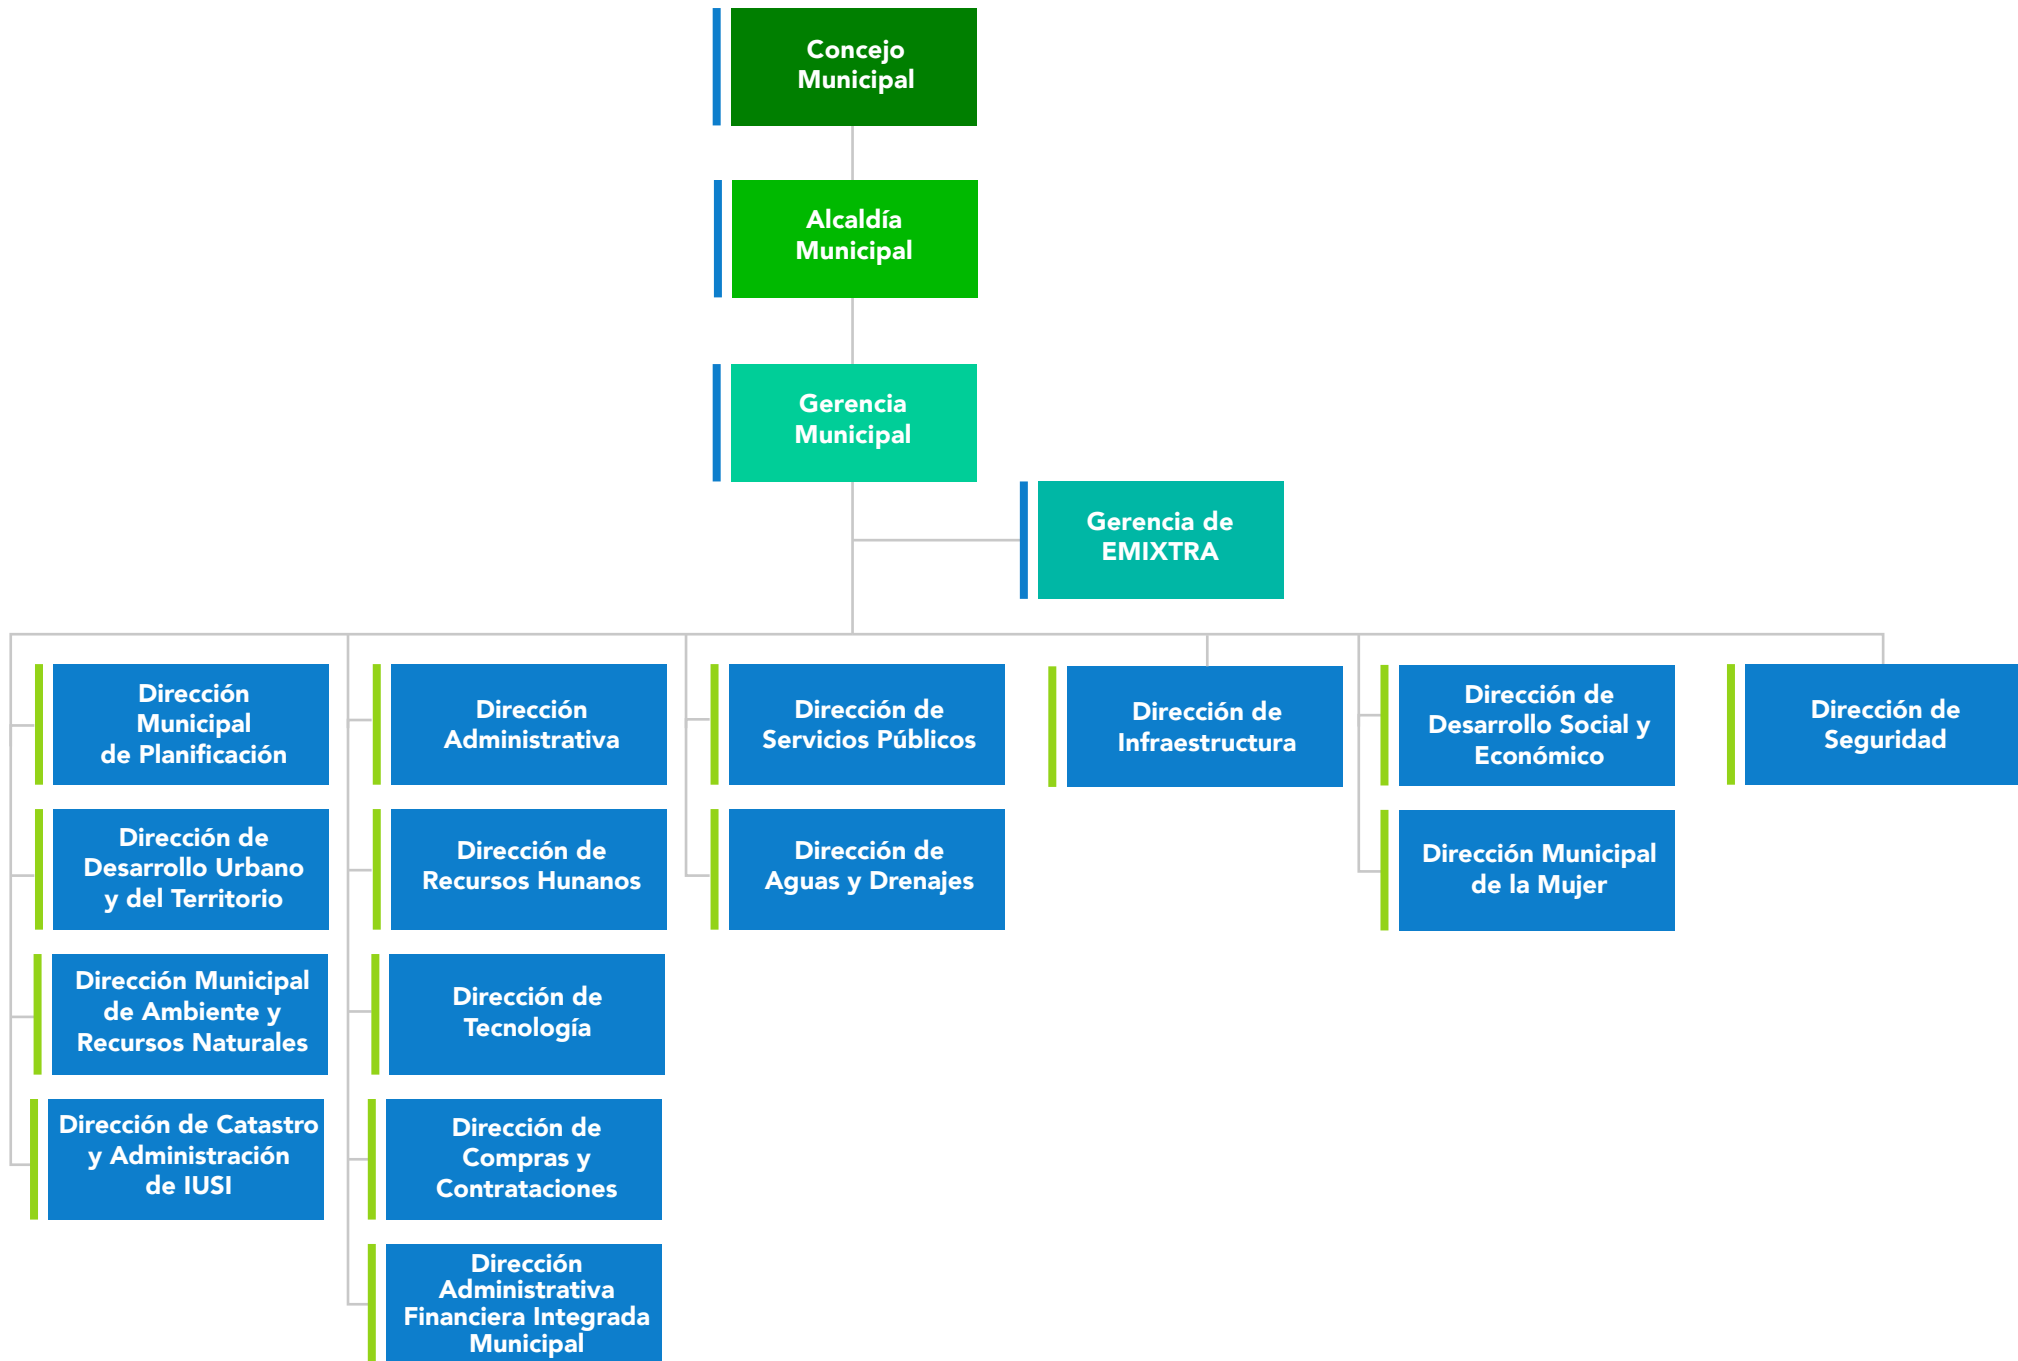 Concejo
Municipal
Alcaldía
Municipal
Gerencia
Municipal
Gerencia de
EMIXTRA
Dirección
Municipal
de Planificación
Dirección de
Desarrollo Urbano
y del Territorio
Dirección Municipal
de Ambiente y
Recursos Naturales
Dirección de Catastro
y Administración
de IUSI
Dirección
Administrativa
Dirección de
Recursos Hunanos
Dirección de
Tecnología
Dirección de
Compras y
Contrataciones
Dirección
Administrativa
Financiera Integrada
Municipal
Dirección de
Servicios Públicos
Dirección de
Aguas y Drenajes
Dirección de
Infraestructura
Dirección de
Desarrollo Social y
Económico
Dirección Municipal
de la Mujer
Dirección de
Seguridad